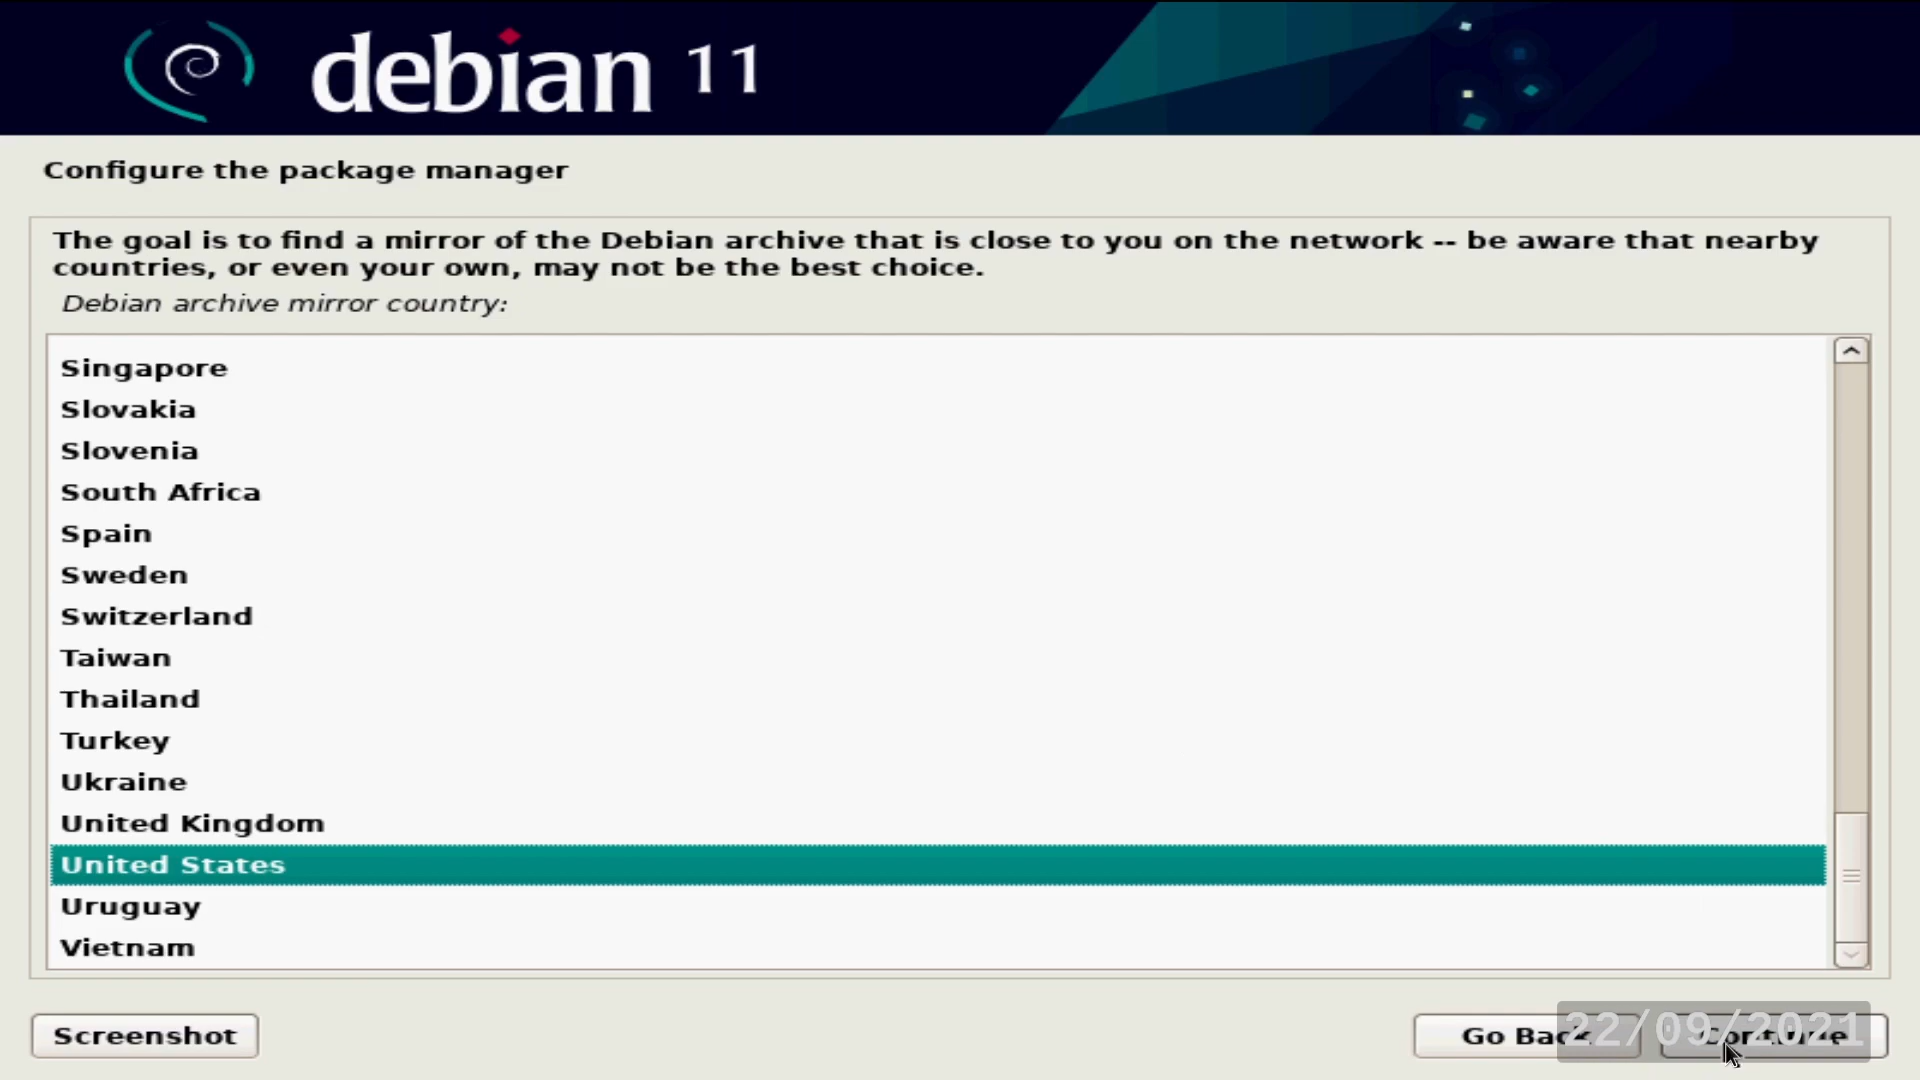 debian 11
Configure the package manager
The goal is to find a mirror of the Debian archive that is close to you on the network -- be aware that nearby
countries, or even your own, may not be the best choice.
Debian archive mirror country:
Singapore
Slovakia
Slovenia
South Africa
Spain
Sweden
Switzerland
Taiwan
Thailand
Turkey
Ukraine
United Kingdom
United States
Uruguay
Vietnam
Screenshot
Go Back
Continue
22/09/2021